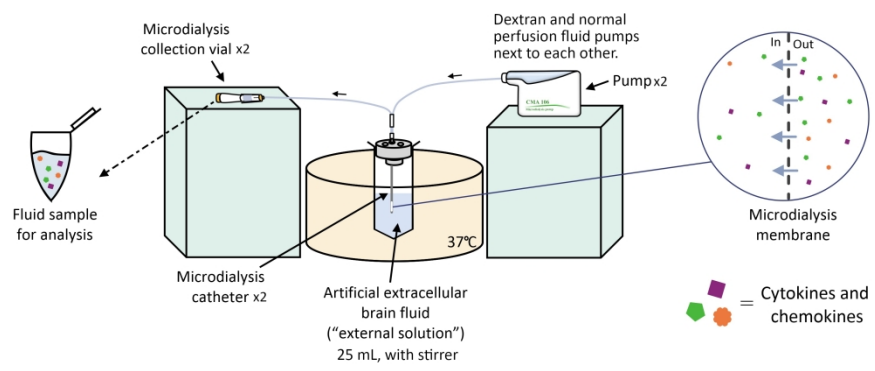 Microdialysis
collection vial x2
Dextran and normal
perfusion fluid pumps
next to each other.
Pump x2
CMA 106
In
Out
Fluid sample
for analysis
37℃
Microdialysis
membrane
Microdialysis
catheter x2
Artificial extracellular
brain fluid
("external solution")
25 mL, with stirrer
= Cytokines and
chemokines